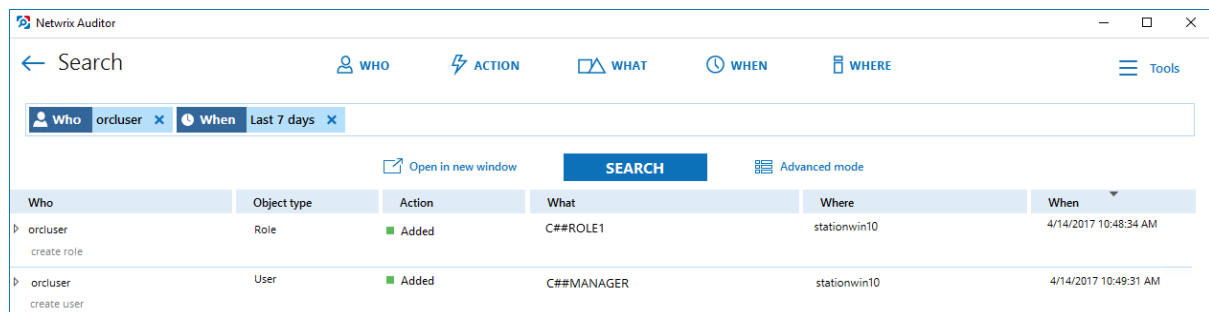 Netwrix Auditor
Search WHO ACTION WHAT WHEN WHERE Tools
Who orcluser When Last 7 days
Open in new window SEARCH Advanced mode
Who Object type Action What Where When
orcluser Role Added C##ROLE1 stationwin10 4/14/2017 10:48:34 AM
create role
orcluser User Added C##MANAGER stationwin10 4/14/2017 10:49:31 AM
create user